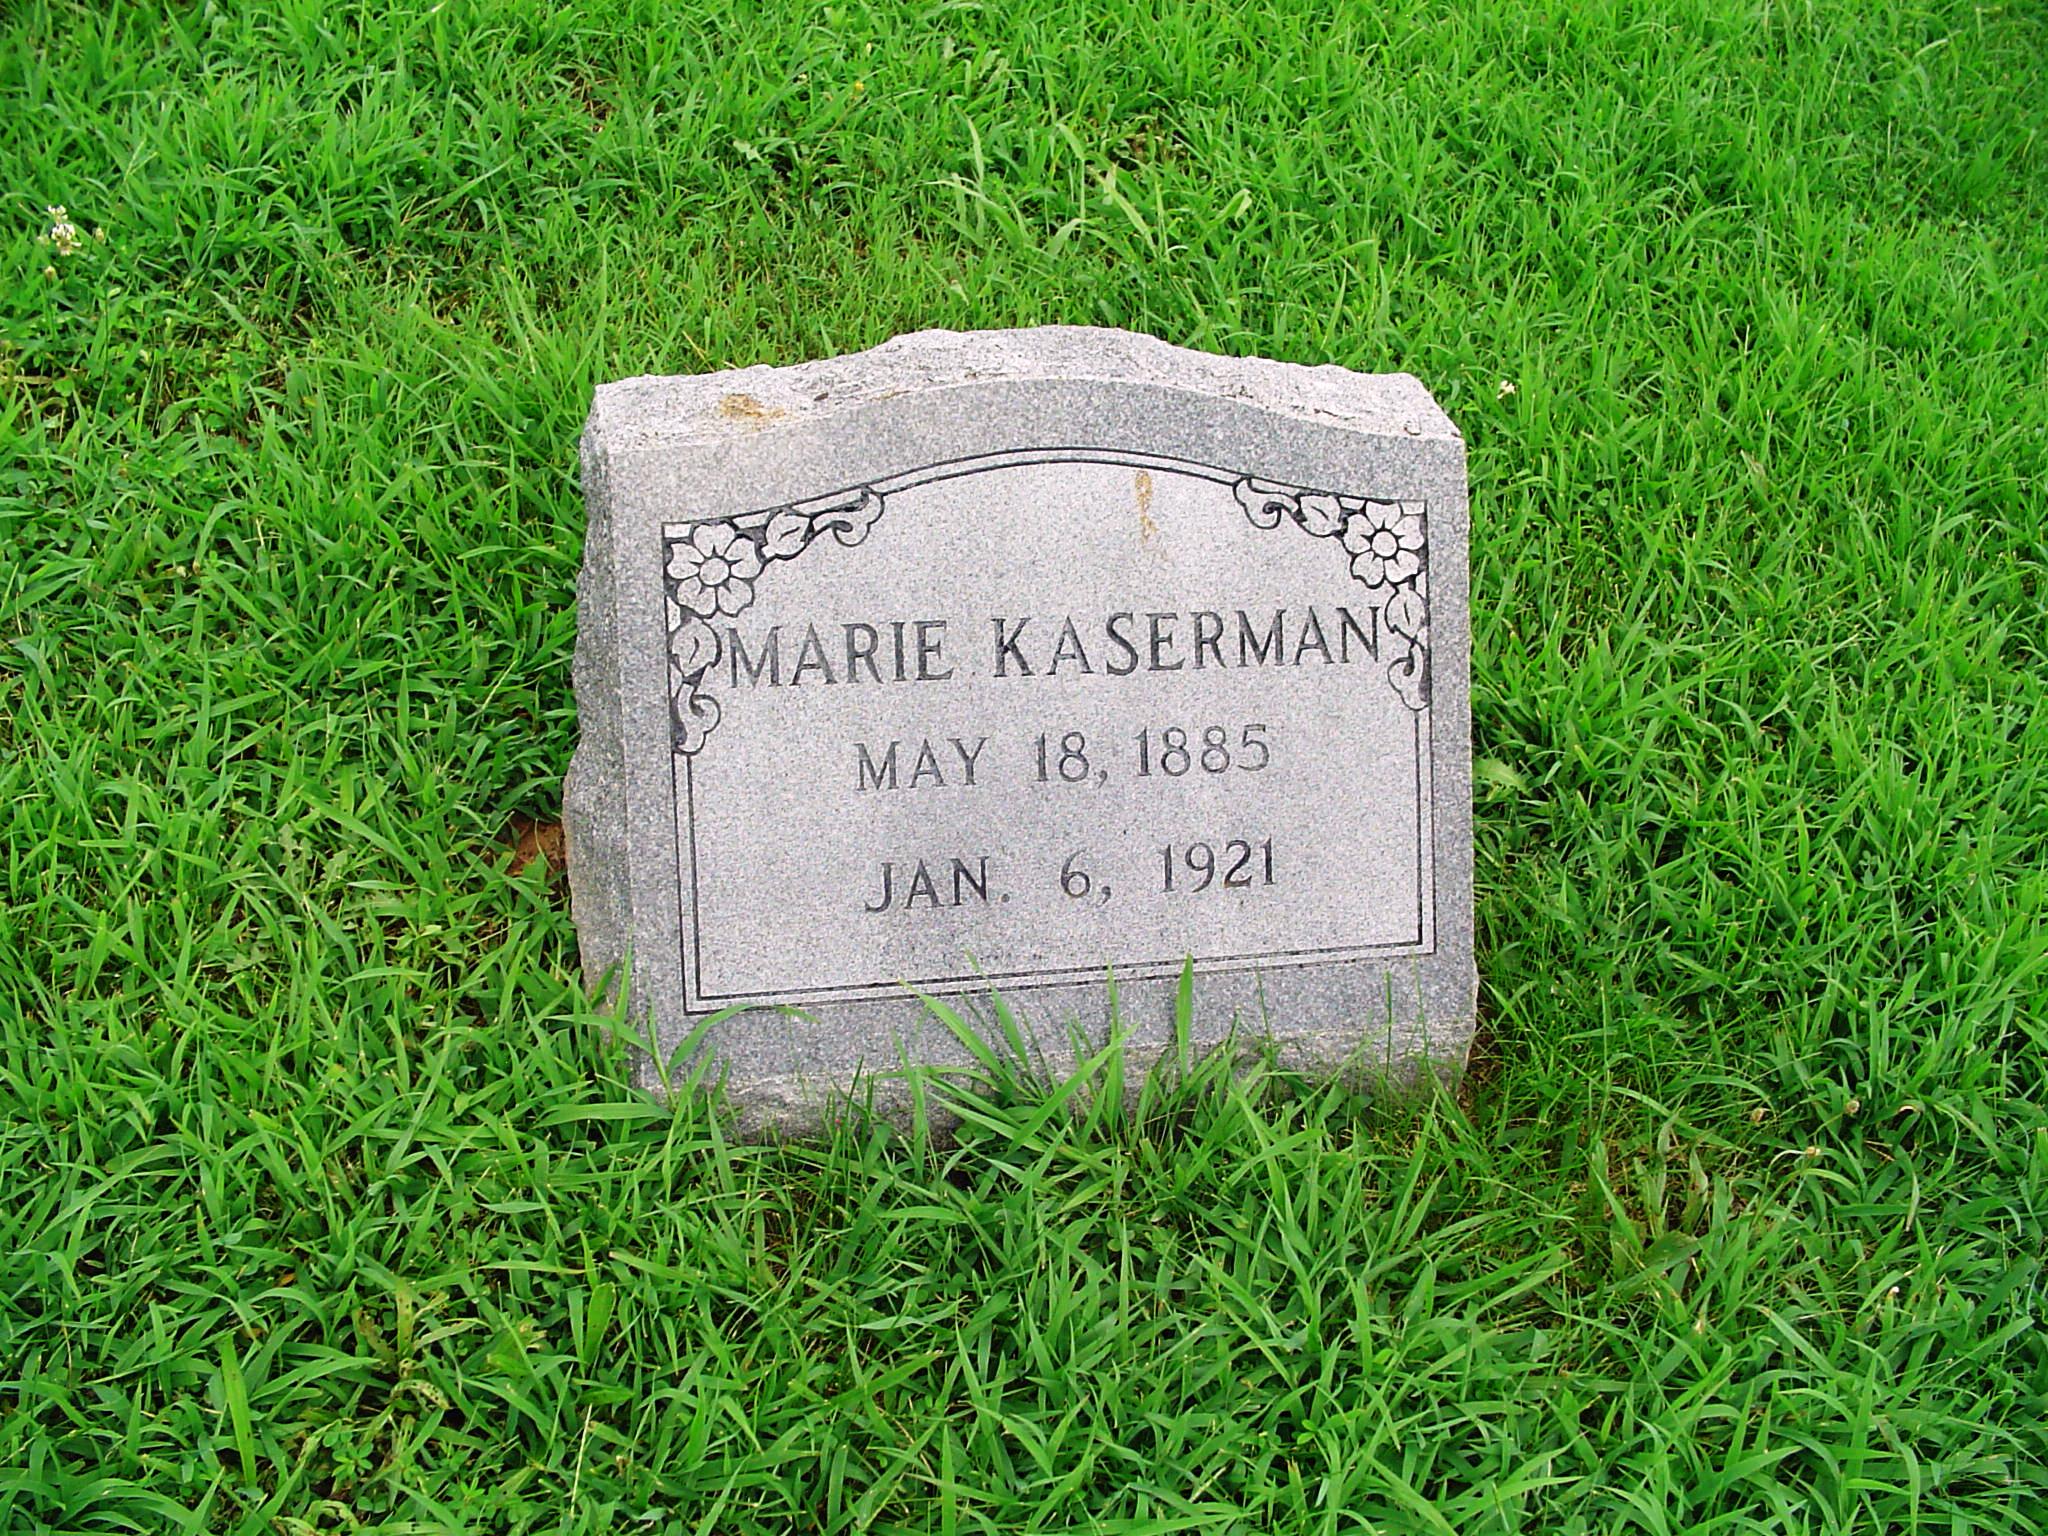 MARIE KASERMAN
MAY 18, 1885
JAN. 6, 1921